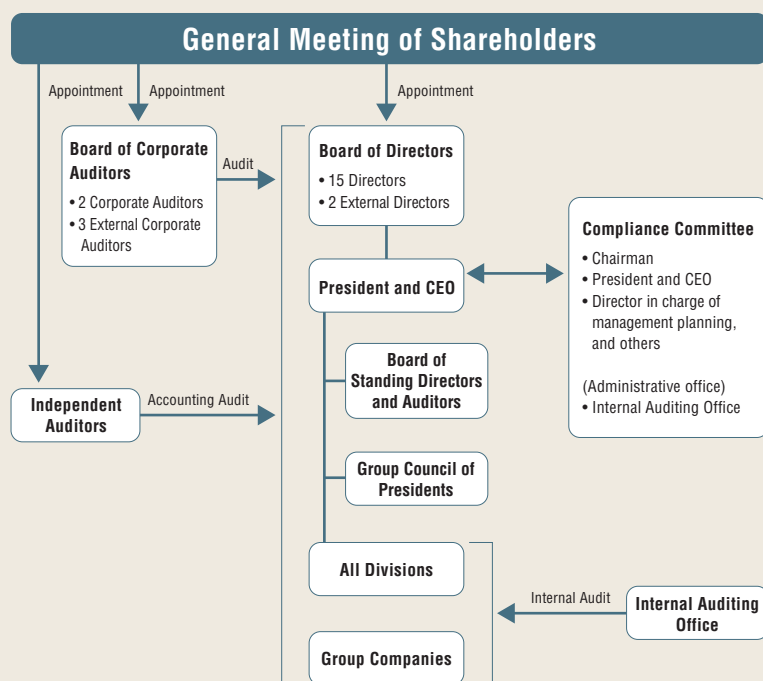 General Meeting of Shareholders
Appointment
Appointment
Appointment
Board of Corporate
Auditors
• 2 Corporate Auditors
• 3 External Corporate
Auditors
Audit
Board of Directors
• 15 Directors
• 2 External Directors
Compliance Committee
• Chairman
• President and CEO
• Director in charge of
management planning,
and others
(Administrative office)
• Internal Auditing Office
President and CEO
Board of
Standing Directors
and Auditors
Independent
Auditors
Accounting Audit
Group Council of
Presidents
All Divisions
Internal Audit
Internal Auditing
Office
Group Companies